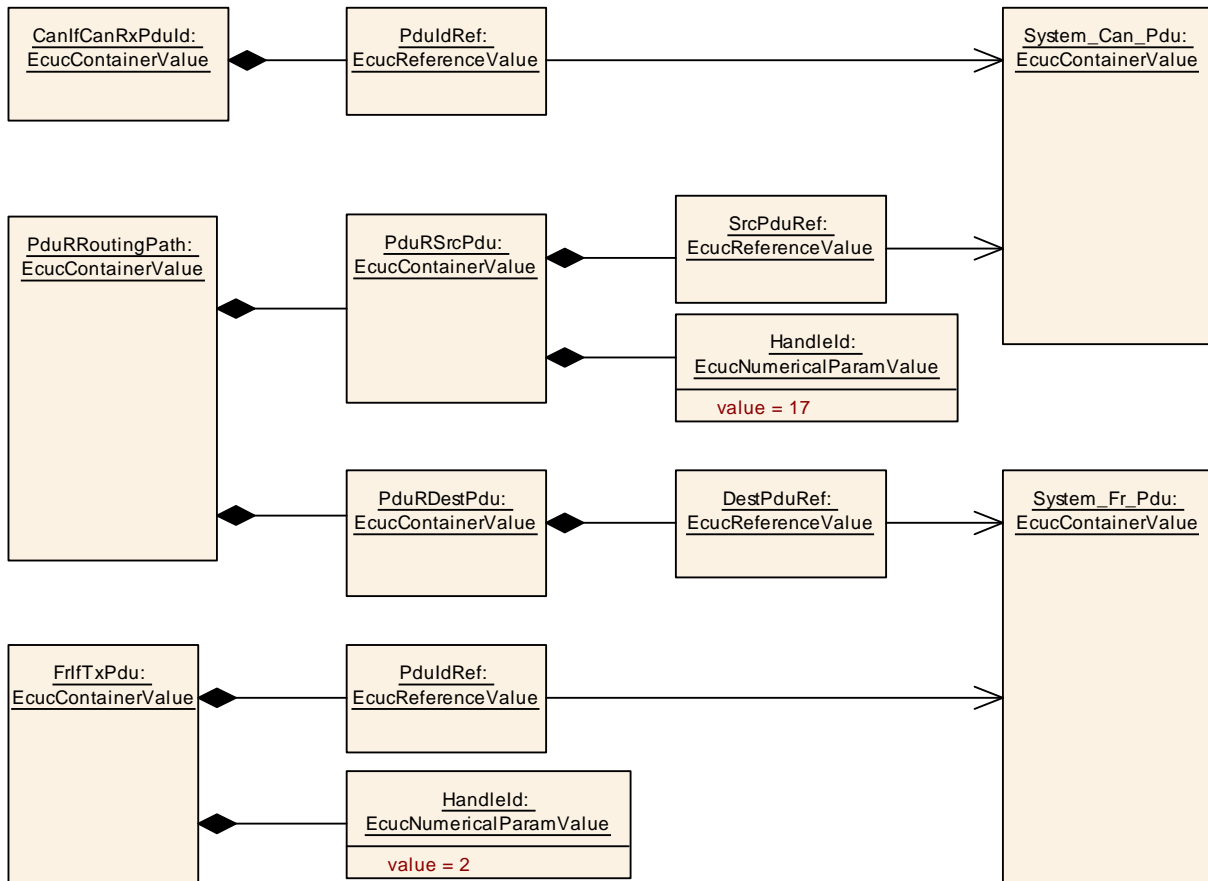 CanIfCanRxPduId:
EcucContainerValue
PduIdRef:
EcucReferenceValue
System_Can_Pdu:
EcucContainerValue
PduRRoutingPath:
EcucContainerValue
PduRSrcPdu:
EcucContainerValue
SrcPduRef:
EcucReferenceValue
HandleId:
EcucNumericalParamValue
value = 17
PduRDestPdu:
EcucContainerValue
DestPduRef:
EcucReferenceValue
System_Fr_Pdu:
EcucContainerValue
FrIfTxPdu:
EcucContainerValue
PduIdRef:
EcucReferenceValue
HandleId:
EcucNumericalParamValue
value = 2